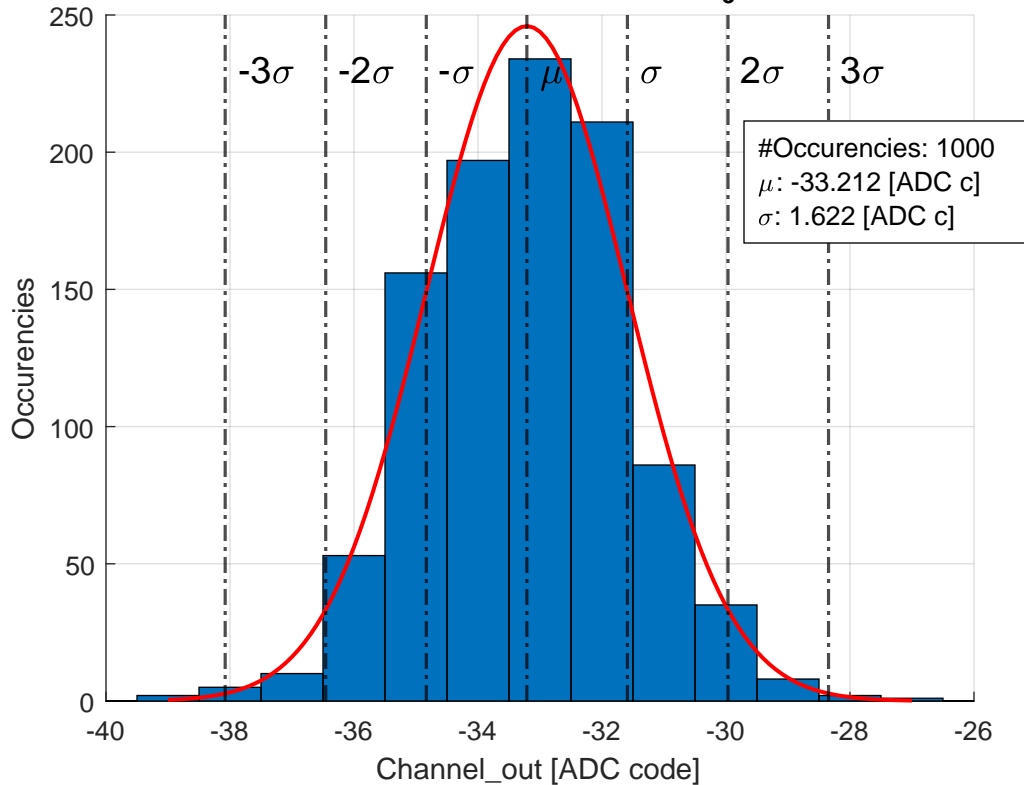 250
200
150
100
50
0
-3σ -2σ -σ μ σ 2σ 3σ
#Occurencies: 1000
μ: -33.212 [ADC c]
σ: 1.622 [ADC c]
Occurencies
-40 -38 -36 -34 -32 -30 -28 -26
Channel_out [ADC code]